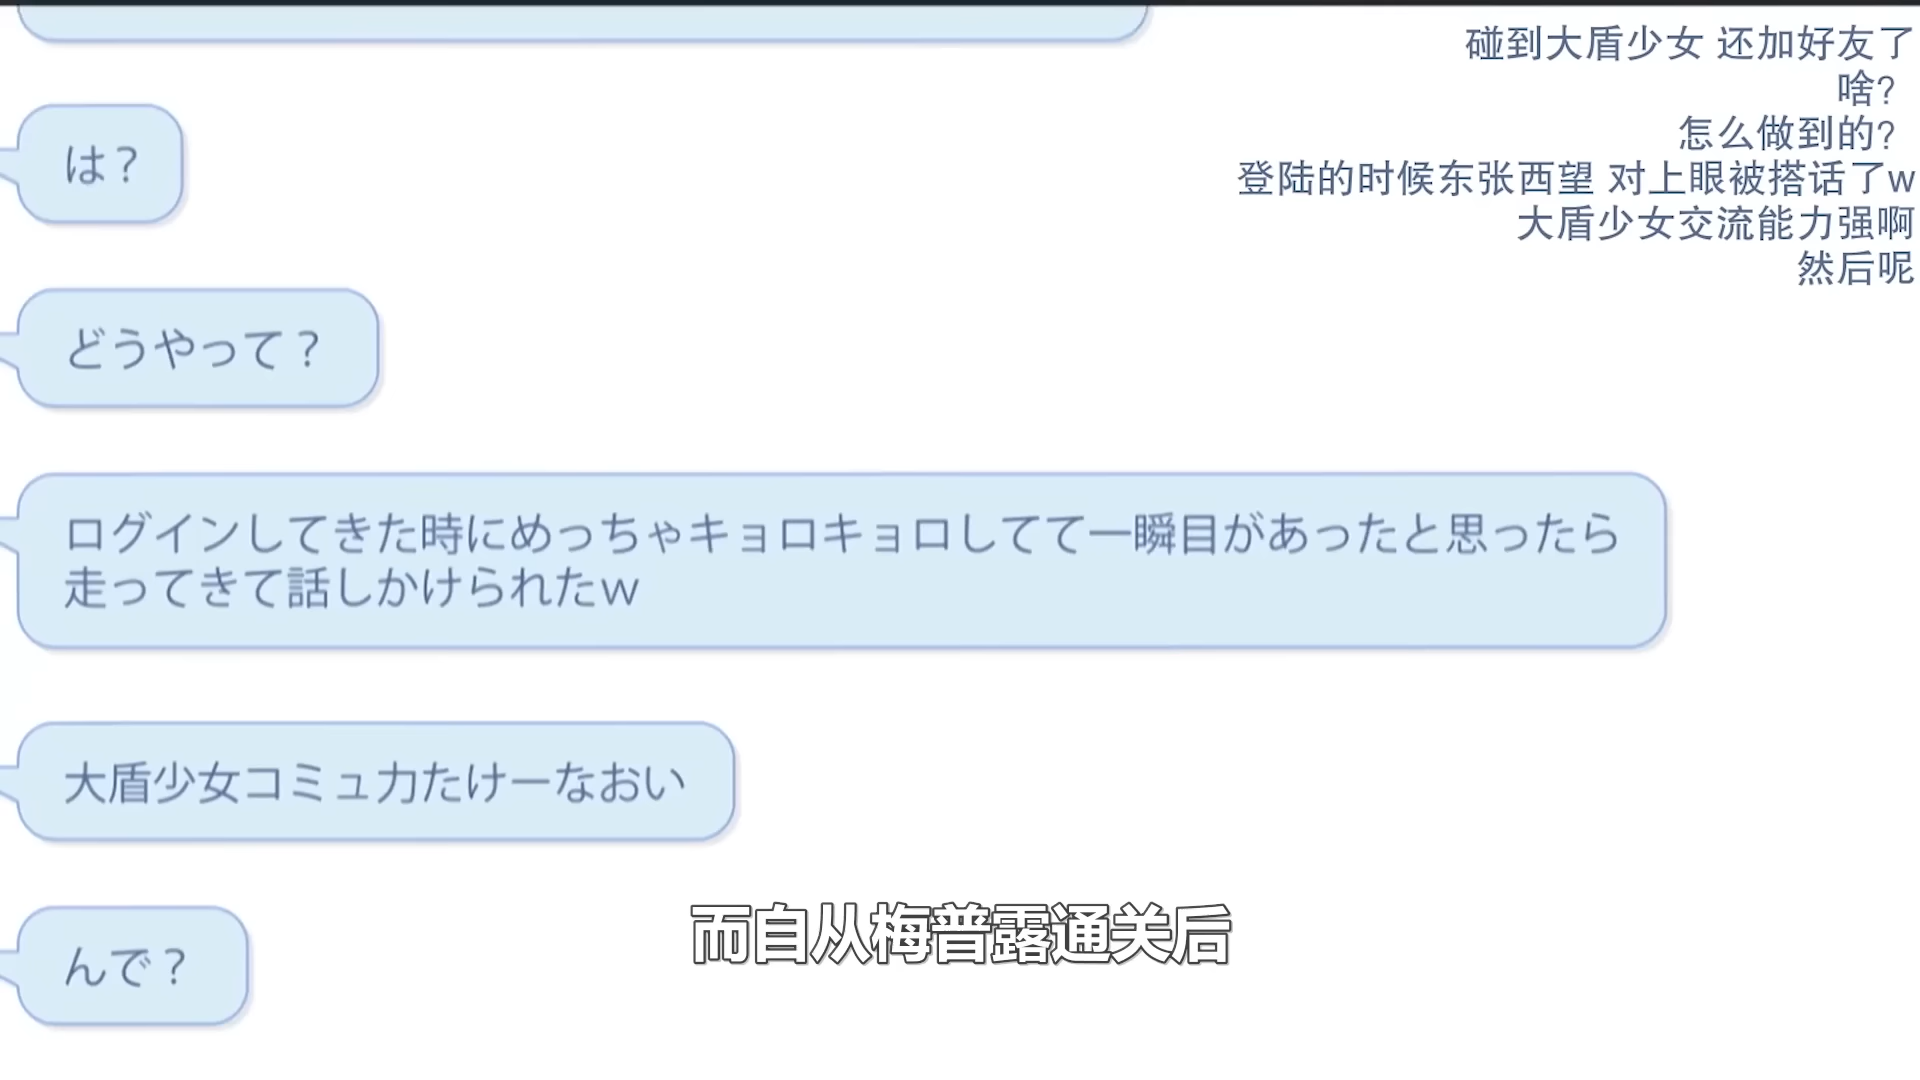 碰到大盾少女 还加好友了
啥?
怎么做到的?
登陆的时候东张西望 对上眼被搭话了w
大盾少女交流能力强啊
然后呢
は？
どうやって？
ログインしてきた時にめっちゃキョロキョロしてて一瞬目があったと思ったら
走ってきて話しかけられたｗ
大盾少女コミュ力たけーなおい
んで？
而自从梅普露通关后